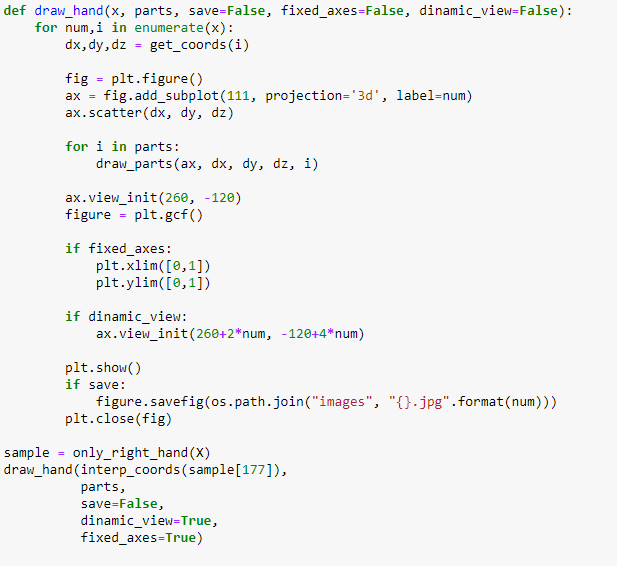 def draw_hand(x, parts, save=False, fixed_axes=False, dinamic_view=False):
    for num,i in enumerate(x):
        dx,dy,dz = get_coords(i)

        fig = plt.figure()
        ax = fig.add_subplot(111, projection='3d', label=num)
        ax.scatter(dx, dy, dz)

        for i in parts:
            draw_parts(ax, dx, dy, dz, i)

        ax.view_init(260, -120)
        figure = plt.gcf()

        if fixed_axes:
            plt.xlim([0,1])
            plt.ylim([0,1])

        if dinamic_view:
            ax.view_init(260+2*num, -120+4*num)

        plt.show()
        if save:
            figure.savefig(os.path.join("images", "{}.jpg".format(num)))
        plt.close(fig)

sample = only_right_hand(X)
draw_hand(interp_coords(sample[177]),
          parts,
          save=False,
          dinamic_view=True,
          fixed_axes=True)